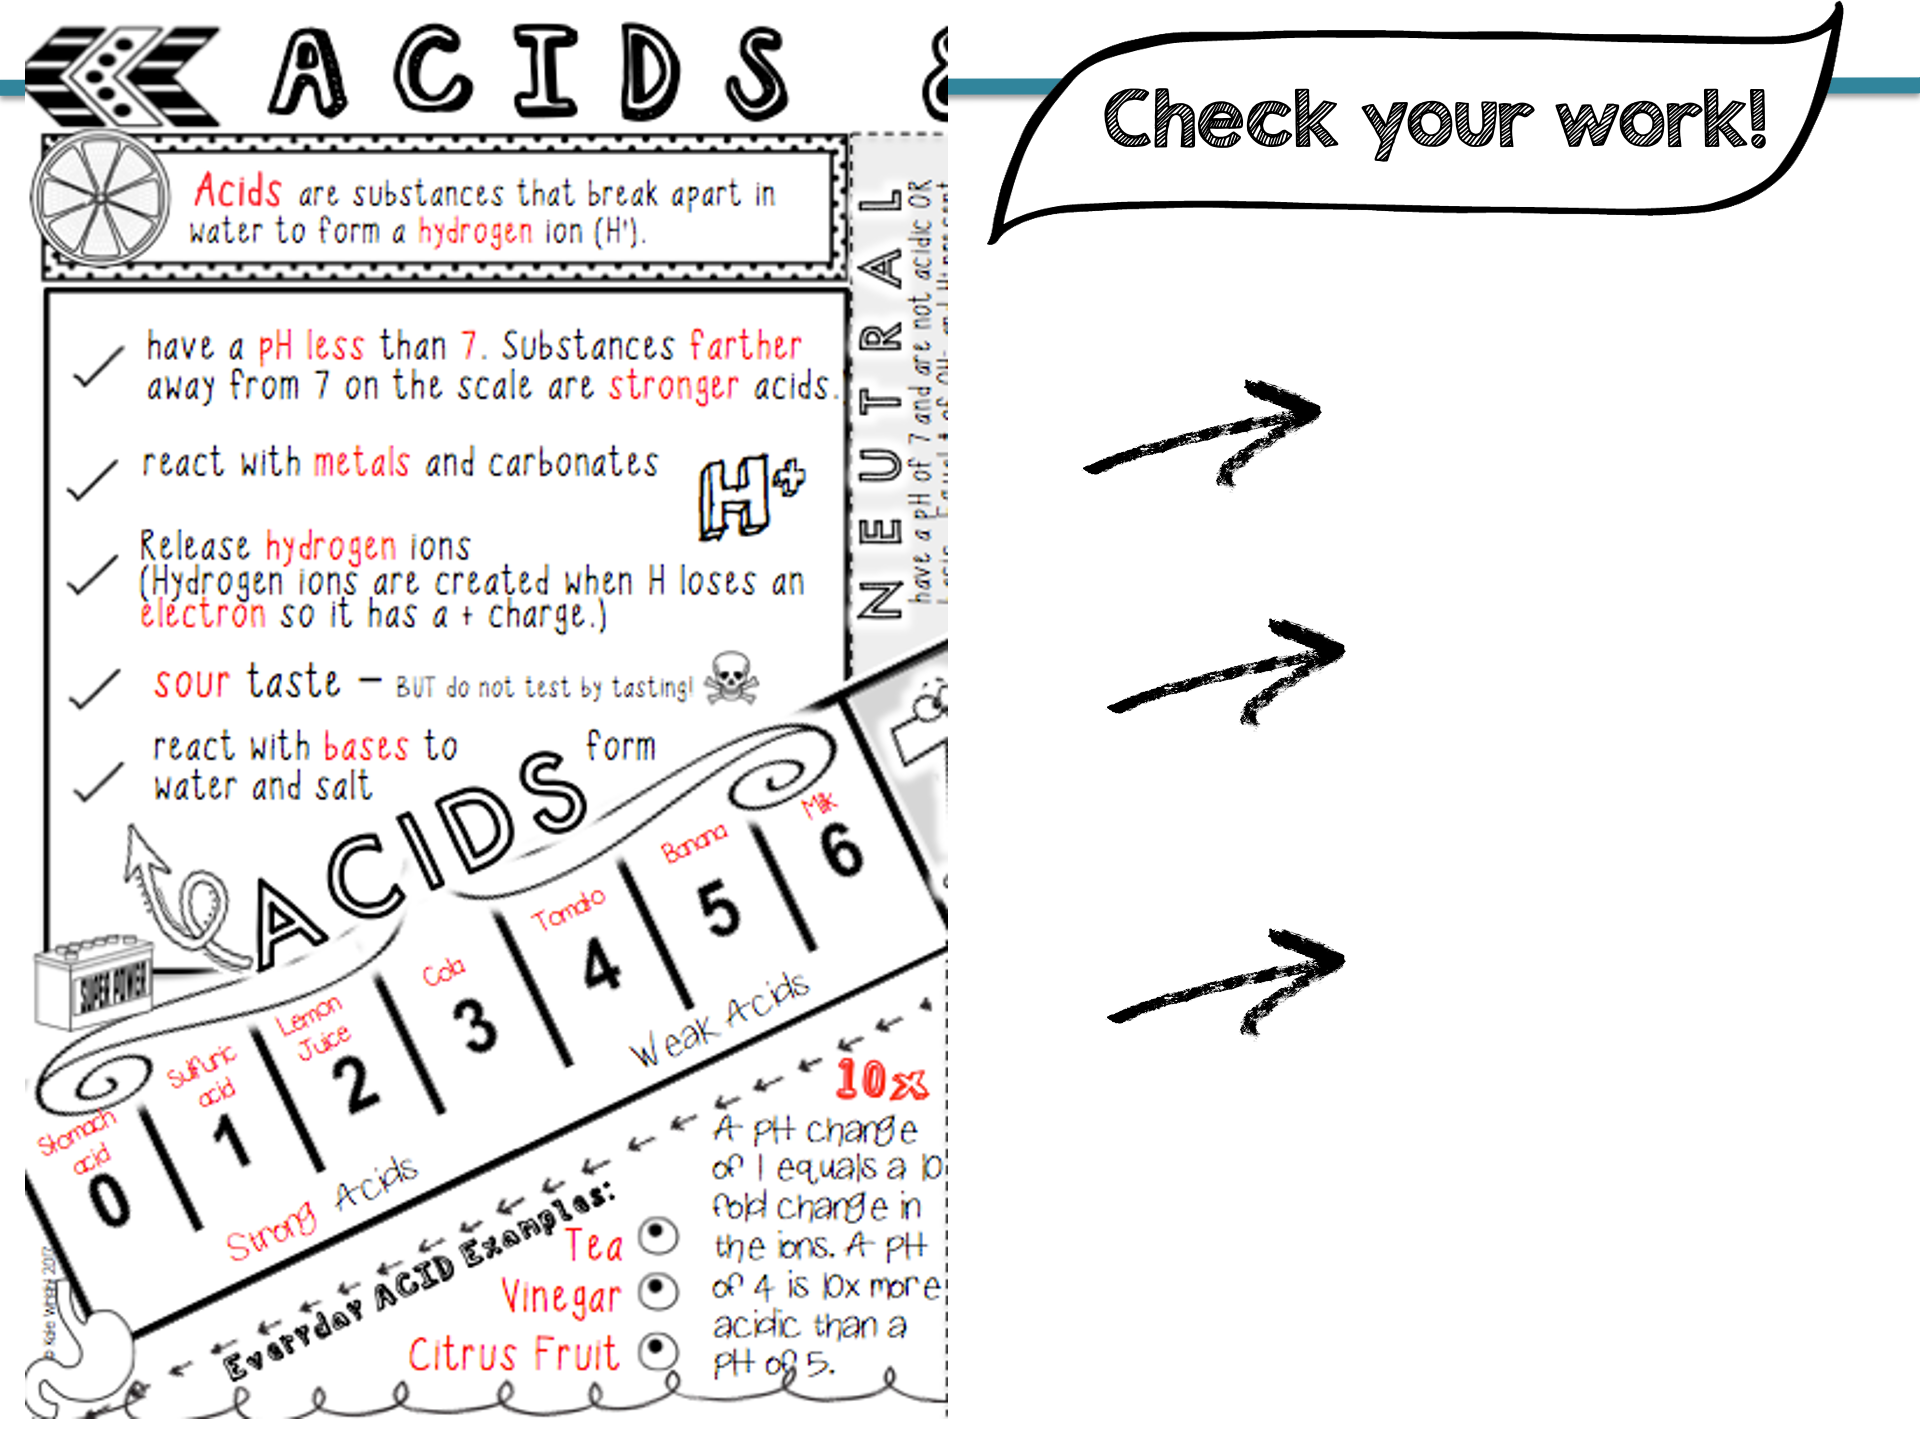 ACIDS &
Check your work!
Acids are substances that break apart in
water to form a hydrogen ion (H⁺).
NEUTRAL
have a pH of 7 and are not acidic OR
have a pH less than 7. Substances farther
away from 7 on the scale are stronger acids.
react with metals and carbonates
H+
Release hydrogen ions
(Hydrogen ions are created when H loses an
electron so it has a + charge.)
sour taste – BUT do not test by tasting!
react with bases to form
water and salt
ACIDS
SUPER POWER
Stomach
acid
0
Sulfuric
acid
1
Lemon
Juice
2
Cola
3
Tomato
4
Banana
5
Milk
6
Strong Acids
Weak Acids
Everyday ACID Examples:
Tea
Vinegar
Citrus Fruit
10x
A pH change
of 1 equals a 10
fold change in
the ions. A pH
of 4 is 10x more
acidic than a
pH of 5.
© Kate Wright 2017